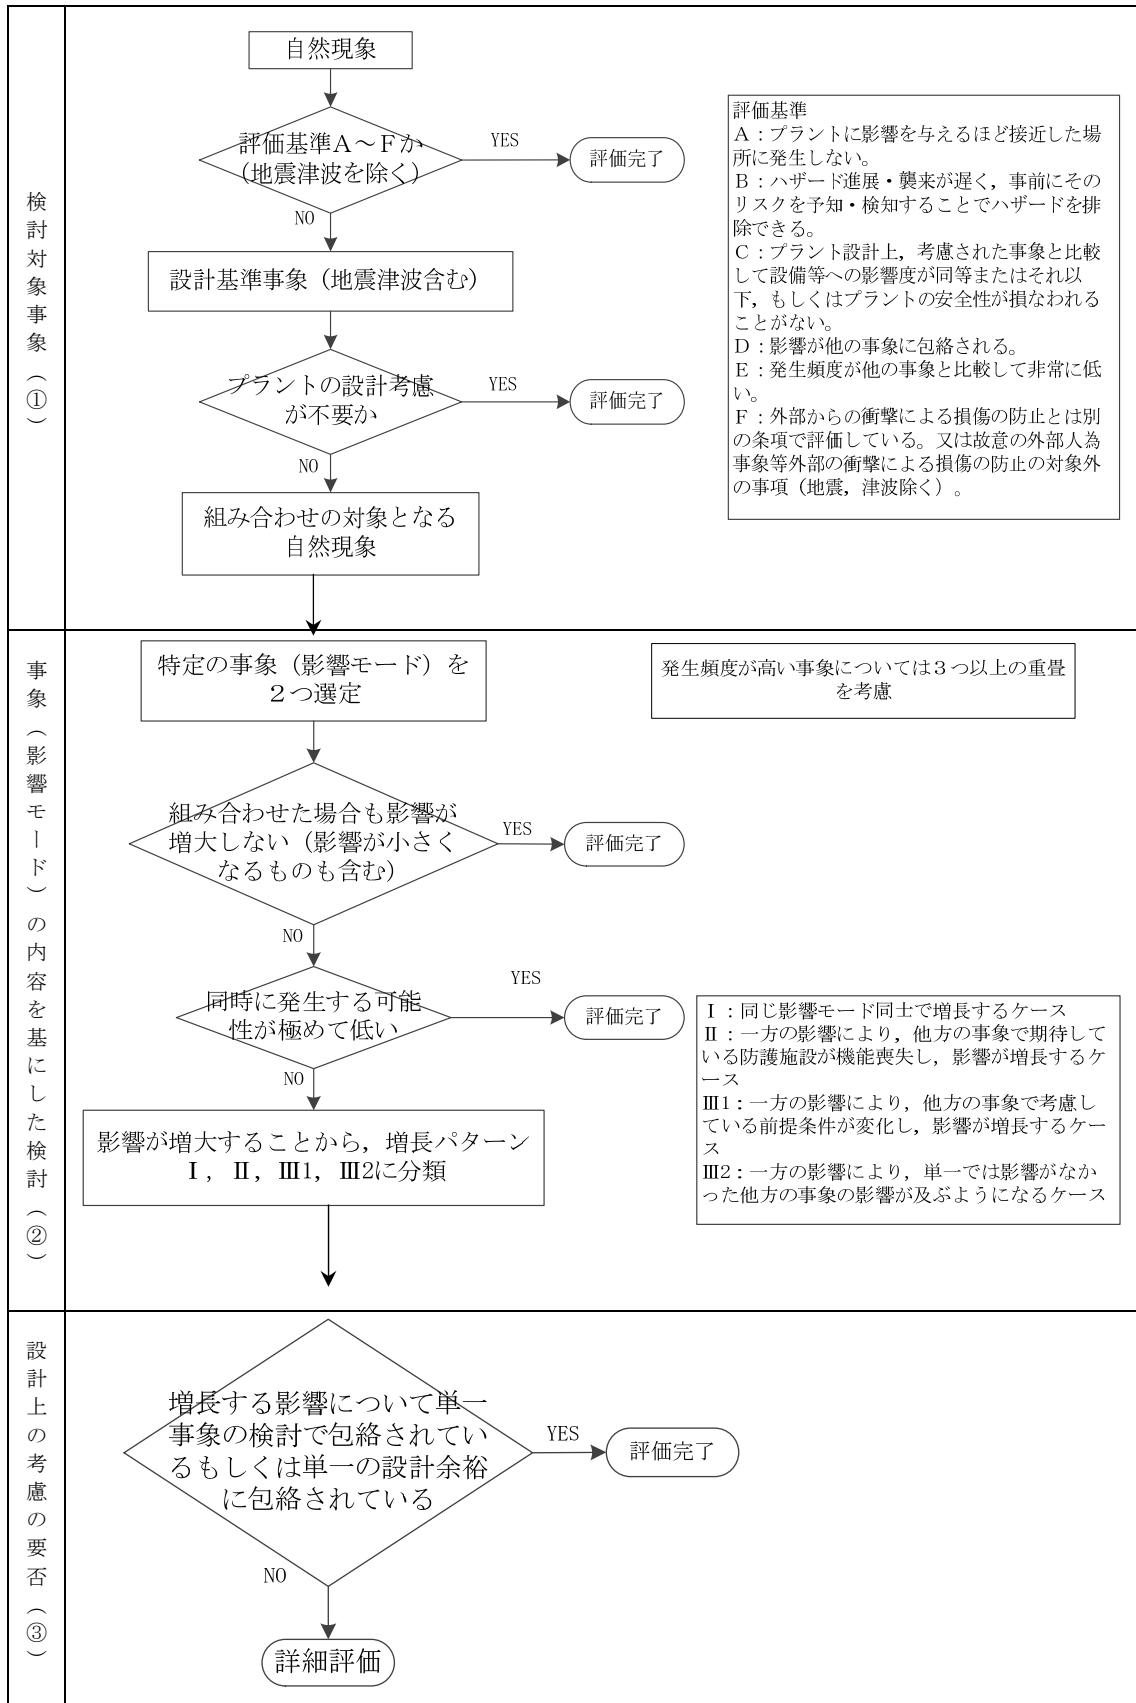 検討対象事象（①）
自然現象
評価基準Ａ～Ｆか
（地震津波を除く）
YES
評価完了
NO
設計基準事象（地震津波含む）
プラントの設計考慮
が不要か
YES
評価完了
NO
組み合わせの対象となる
自然現象
評価基準
Ａ：プラントに影響を与えるほど接近した場
所に発生しない。
Ｂ：ハザード進展・襲来が遅く，事前にその
リスクを予知・検知することでハザードを排
除できる。
Ｃ：プラント設計上，考慮された事象と比較
して設備等への影響度が同等またはそれ以
下，もしくはプラントの安全性が損なわれる
ことがない。
Ｄ：影響が他の事象に包絡される。
Ｅ：発生頻度が他の事象と比較して非常に低
い。
Ｆ：外部からの衝撃による損傷の防止とは別
の条項で評価している。又は故意の外部人為
事象等外部の衝撃による損傷の防止の対象外
の事項（地震，津波除く）。
事象（影響モード）の内容を基にした検討（②）
特定の事象（影響モード）を
２つ選定
発生頻度が高い事象については３つ以上の重畳
を考慮
組み合わせた場合も影響が
増大しない（影響が小さく
なるものも含む）
YES
評価完了
NO
同時に発生する可能
性が極めて低い
YES
評価完了
NO
影響が増大することから，増長パターン
Ⅰ，Ⅱ，Ⅲ1，Ⅲ2に分類
Ⅰ：同じ影響モード同士で増長するケース
Ⅱ：一方の影響により，他方の事象で期待して
いる防護施設が機能喪失し，影響が増長するケ
ース
Ⅲ1：一方の影響により，他方の事象で考慮し
ている前提条件が変化し，影響が増長するケー
ス
Ⅲ2：一方の影響により，単一では影響がなか
った他方の事象の影響が及ぶようになるケース
設計上の考慮の要否（③）
増長する影響について単一
事象の検討で包絡されてい
るもしくは単一の設計余裕
に包絡されている
YES
評価完了
NO
詳細評価